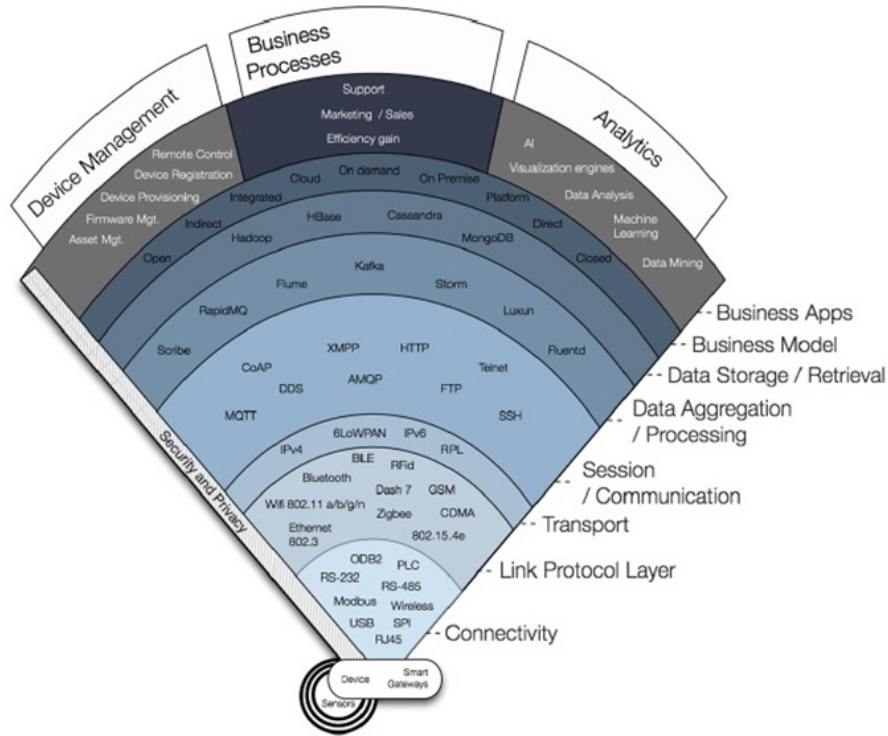 Device Management
Business
Processes
Analytics
Support
Marketing / Sales
Efficiency gain
Remote Control
Device Registration
Device Provisioning
Firmware Mgt.
Asset Mgt.
AI
Visualization engines
Data Analysis
Machine
Learning
Data Mining
Open
Indirect
Integrated
Cloud
On demand
On Premise
Platform
Direct
Closed
Hadoop
HBase
Cassandra
MongoDB
Scribe
RapidMQ
Flume
Kafka
Storm
Luxun
Fluentd
MQTT
CoAP
DDS
XMPP
AMQP
HTTP
FTP
Telnet
SSH
IPv4
6LoWPAN
IPv6
RPL
BLE
RFid
Bluetooth
Dash 7
GSM
Wifi 802.11 a/b/g/n
Zigbee
CDMA
Ethernet
802.3
802.15.4e
ODB2
PLC
RS-232
RS-485
Modbus
Wireless
USB
SPI
RJ45
Security and Privacy
Business Apps
Business Model
Data Storage / Retrieval
Data Aggregation
/ Processing
Session
/ Communication
Transport
Link Protocol Layer
Connectivity
Device
Smart
Gateways
Sensors